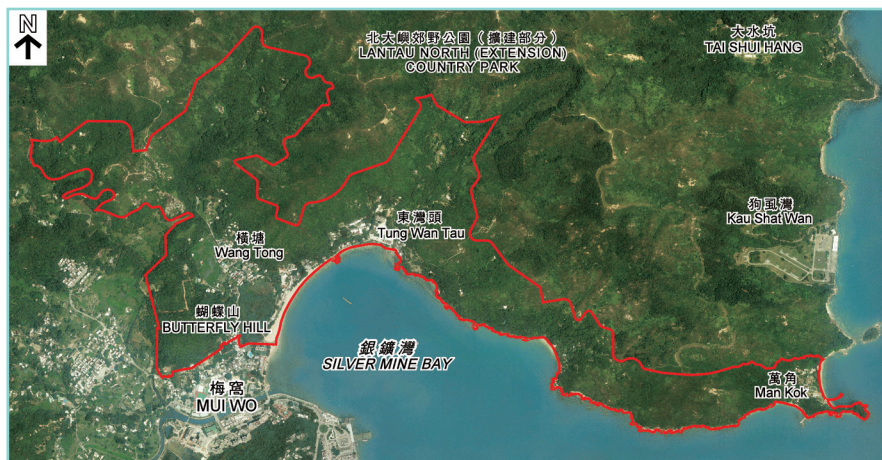 N
北大嶼郊野公園（擴建部分）
LANTAU NORTH (EXTENSION)
COUNTRY PARK
大水坑
TAI SHUI HANG
狗虱灣
Kau Shat Wan
東灣頭
Tung Wan Tau
橫塘
Wang Tong
蝴蝶山
BUTTERFLY HILL
銀鑛灣
SILVER MINE BAY
梅窩
MUI WO
萬角
Man Kok